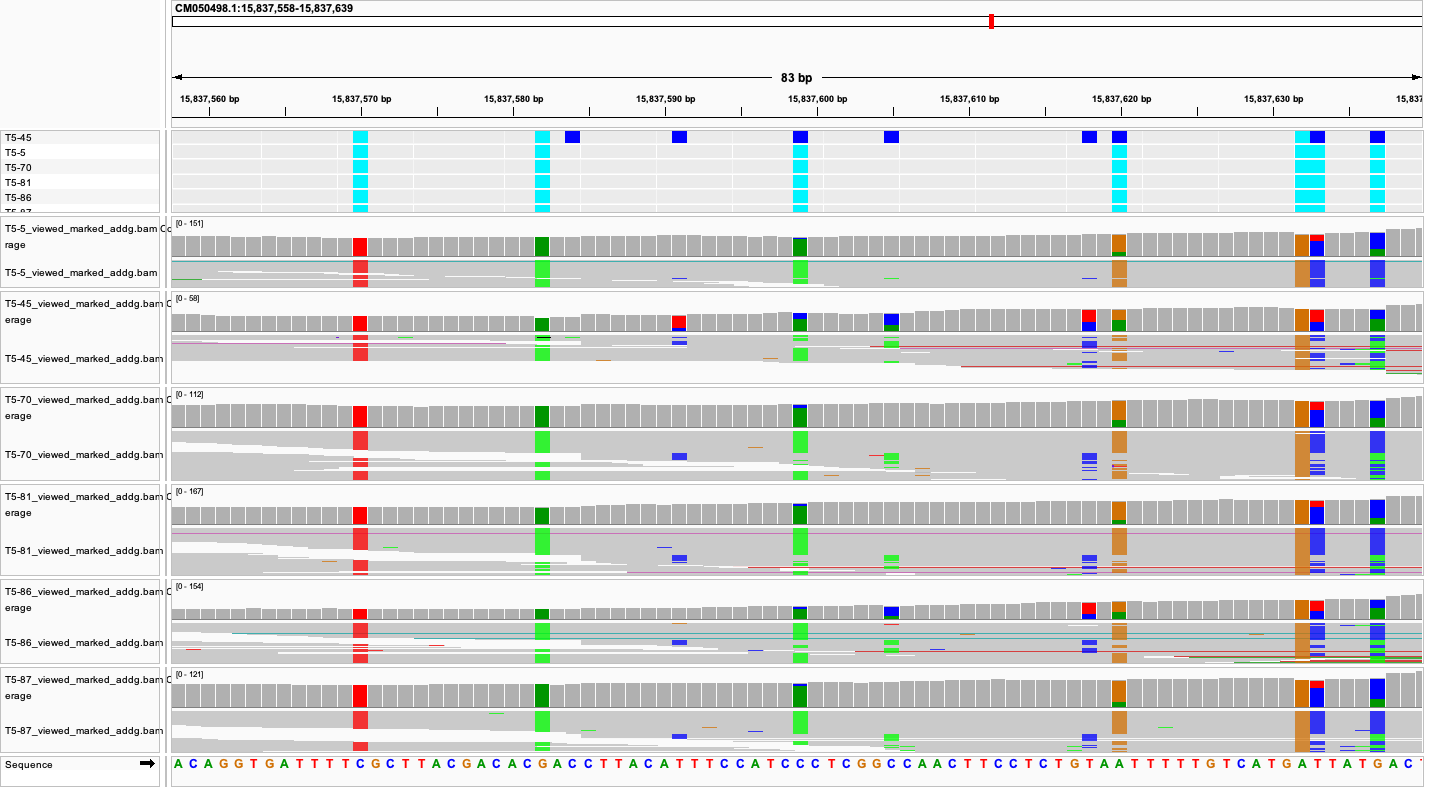 CM050498.1:15,837,558-15,837,639
83 bp
15,837,560 bp 15,837,570 bp 15,837,580 bp 15,837,590 bp 15,837,600 bp 15,837,610 bp 15,837,620 bp 15,837,630 bp 15,837
T5-45
T5-5
T5-70
T5-81
T5-86
T5-5_viewed_marked_addg.bam Co
rage
[0 - 151]
T5-5_viewed_marked_addg.bam
T5-45_viewed_marked_addg.bam C
erage
[0 - 58]
T5-45_viewed_marked_addg.bam
T5-70_viewed_marked_addg.bam C
erage
[0 - 112]
T5-70_viewed_marked_addg.bam
T5-81_viewed_marked_addg.bam C
erage
[0 - 167]
T5-81_viewed_marked_addg.bam
T5-86_viewed_marked_addg.bam C
erage
[0 - 154]
T5-86_viewed_marked_addg.bam
T5-87_viewed_marked_addg.bam C
erage
[0 - 121]
T5-87_viewed_marked_addg.bam
Sequence A C A G G T G A T T T T C G C T T A C G A C A C G A C C T T A C A T T T C C A T C C C T C G G C C A A C T T C C T C T G T A A T T T T T G T C A T G A T T A T G A C